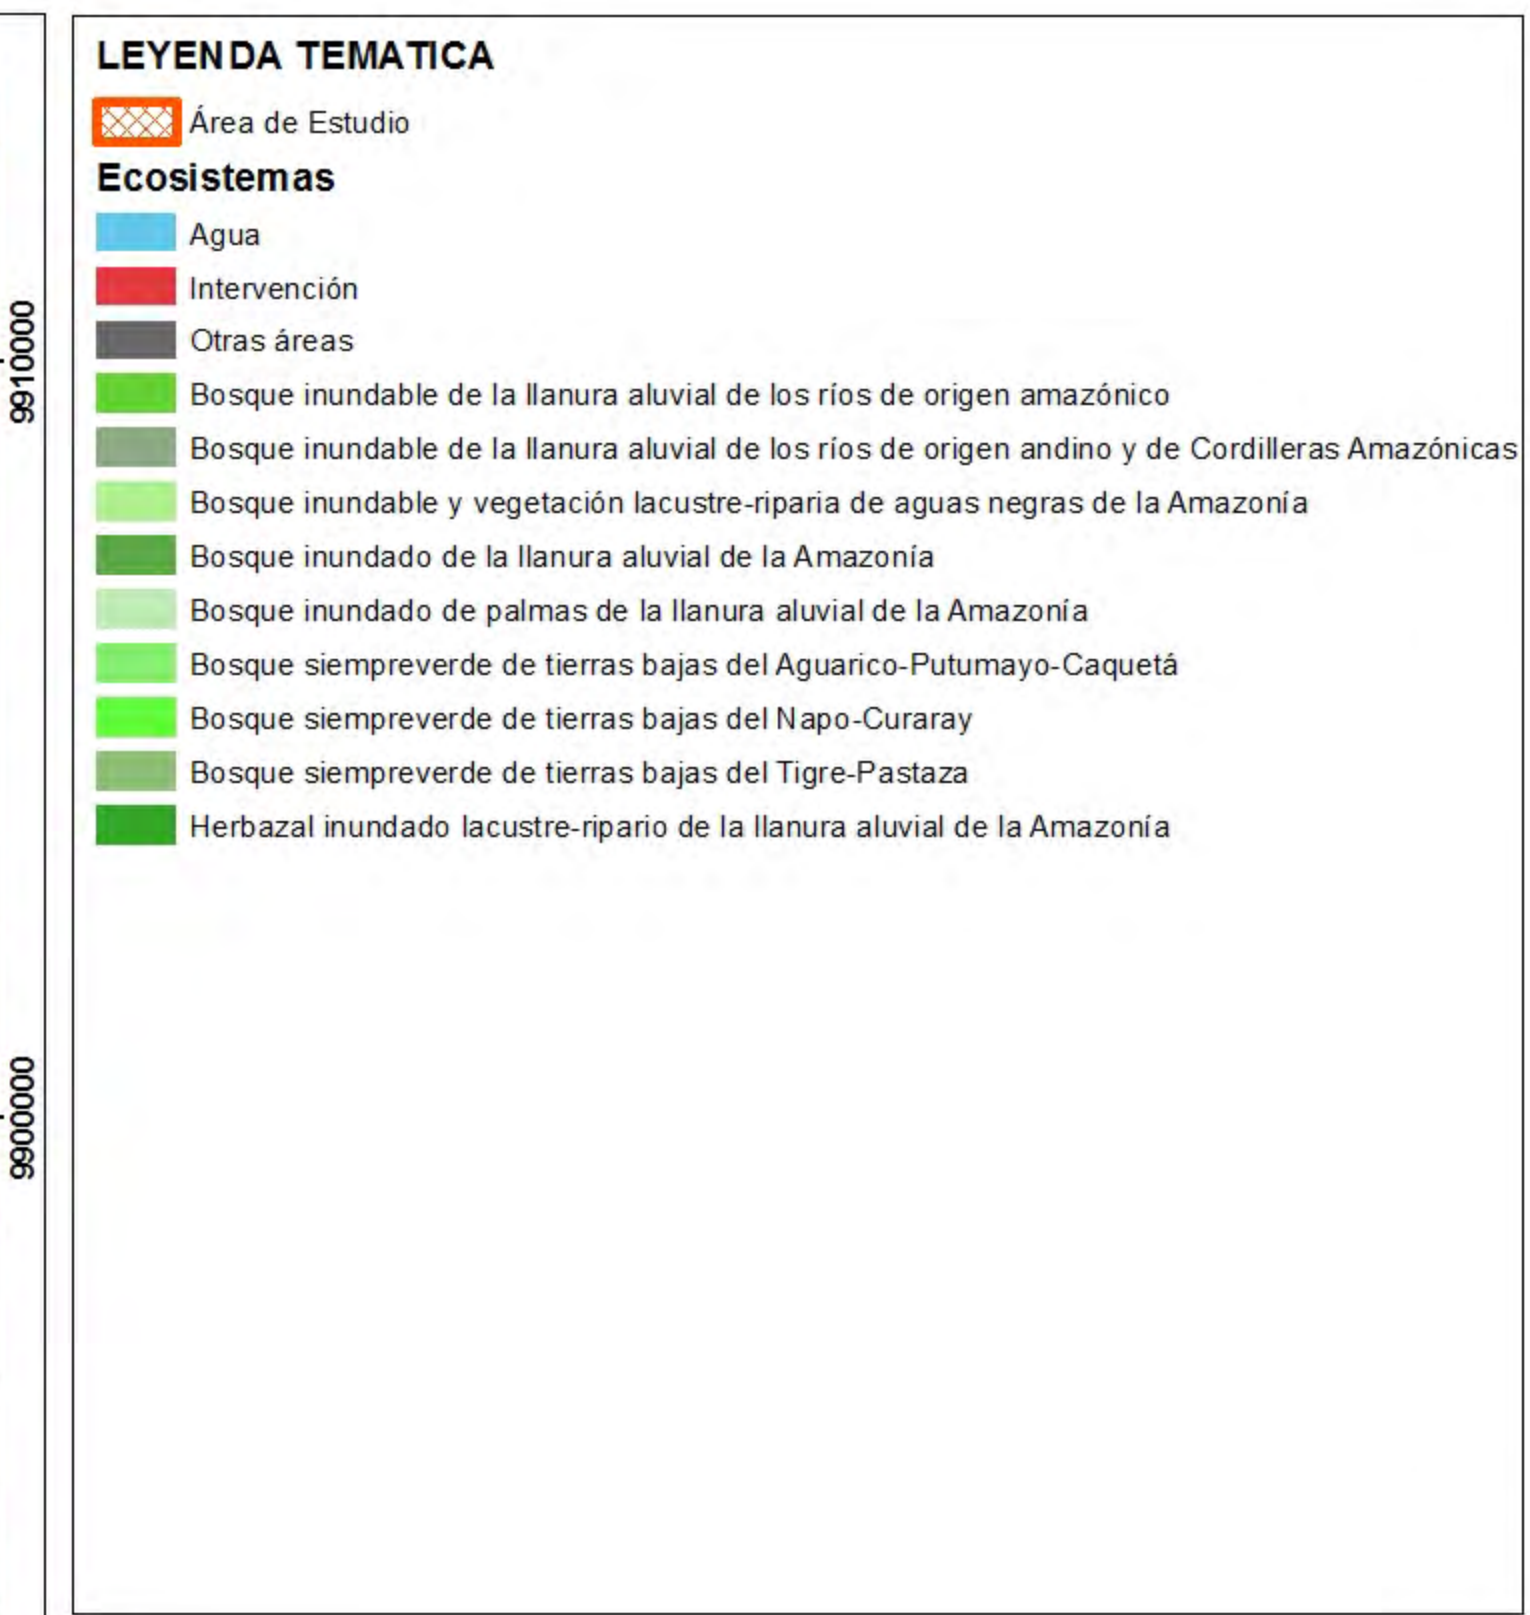 LEYENDA TEMATICA
Área de Estudio
Ecosistemas
Agua
Intervención
Otras áreas
Bosque inundable de la llanura aluvial de los ríos de origen amazónico
Bosque inundable de la llanura aluvial de los ríos de origen andino y de Cordilleras Amazónicas
Bosque inundable y vegetación lacustre-riparia de aguas negras de la Amazonía
Bosque inundado de la llanura aluvial de la Amazonía
Bosque inundado de palmas de la llanura aluvial de la Amazonía
Bosque siempreverde de tierras bajas del Aguarico-Putumayo-Caquetá
Bosque siempreverde de tierras bajas del Napo-Curaray
Bosque siempreverde de tierras bajas del Tigre-Pastaza
Herbazal inundado lacustre-ripario de la llanura aluvial de la Amazonía
9910000
9900000